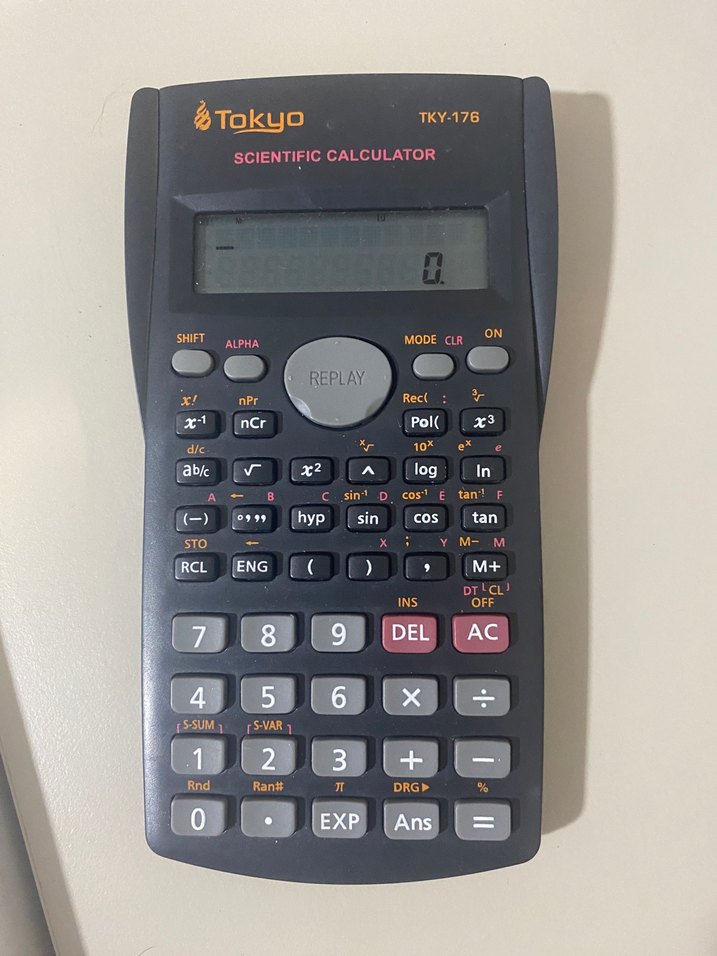 Tokyo TKY-176
SCIENTIFIC CALCULATOR
0.
SHIFT ALPHA MODE CLR ON
REPLAY
x! nPr Rec( : ³√
x⁻¹ nCr Pol( x³
d/c ˣ√ 10ˣ eˣ e
ab/c √ x² ^ log ln
A ← B C sin⁻¹ D cos⁻¹ E tan⁻¹ F
(−) °,,, hyp sin cos tan
STO ← X ; Y M− M
RCL ENG ( ) , M+
DT CL
INS OFF
7 8 9 DEL AC
4 5 6 × ÷
S-SUM S-VAR
1 2 3 + −
Rnd Ran# π DRG▶ %
0 · EXP Ans =